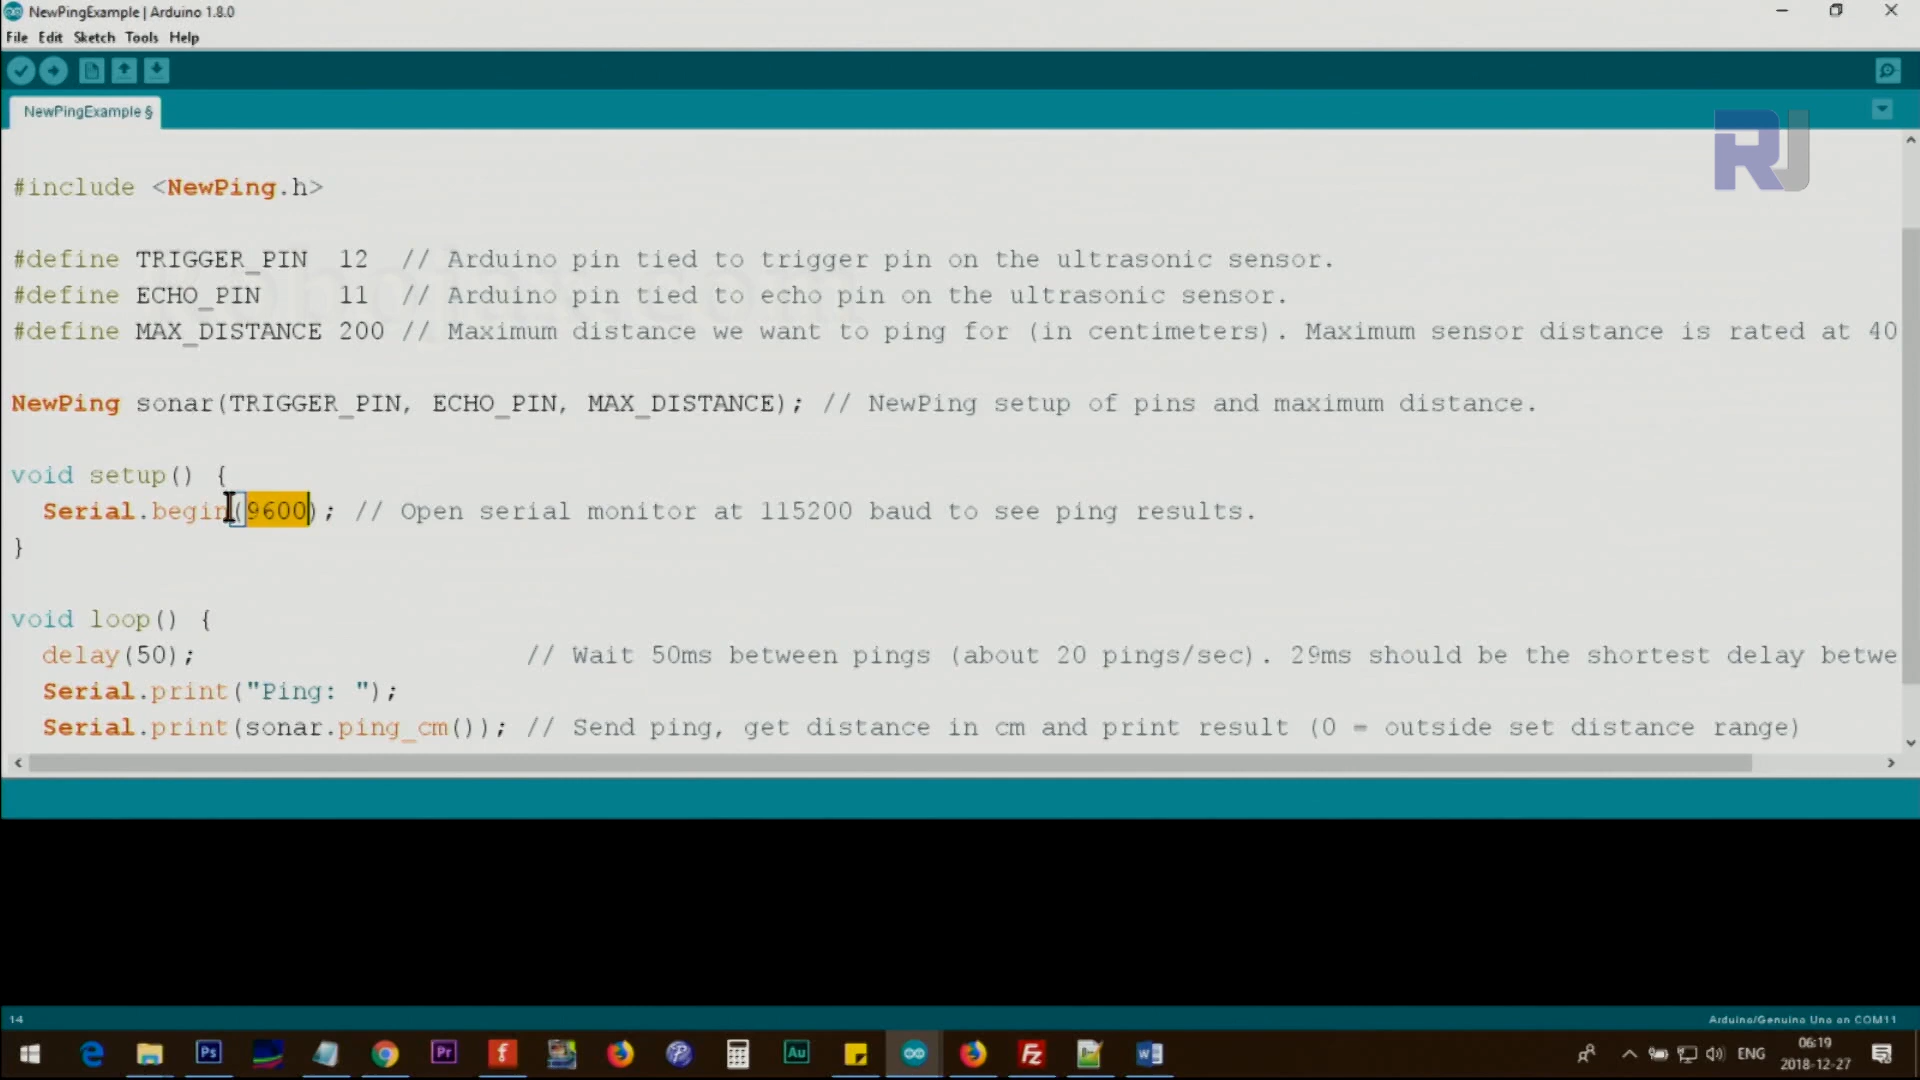 NewPingExample | Arduino 1.8.0
File Edit Sketch Tools Help
NewPingExample §
RJ
#include <NewPing.h>
#define TRIGGER_PIN 12 // Arduino pin tied to trigger pin on the ultrasonic sensor.
#define ECHO_PIN 11 // Arduino pin tied to echo pin on the ultrasonic sensor.
#define MAX_DISTANCE 200 // Maximum distance we want to ping for (in centimeters). Maximum sensor distance is rated at 40
NewPing sonar(TRIGGER_PIN, ECHO_PIN, MAX_DISTANCE); // NewPing setup of pins and maximum distance.
void setup() {
Serial.begin(9600); // Open serial monitor at 115200 baud to see ping results.
}
void loop() {
delay(50); // Wait 50ms between pings (about 20 pings/sec). 29ms should be the shortest delay betwe
Serial.print("Ping: ");
Serial.print(sonar.ping_cm()); // Send ping, get distance in cm and print result (0 = outside set distance range)
14
Arduino/Genuino Uno on COM11
Ps
Pr
f
Au
Fz
ENG
06:19
2018-12-27